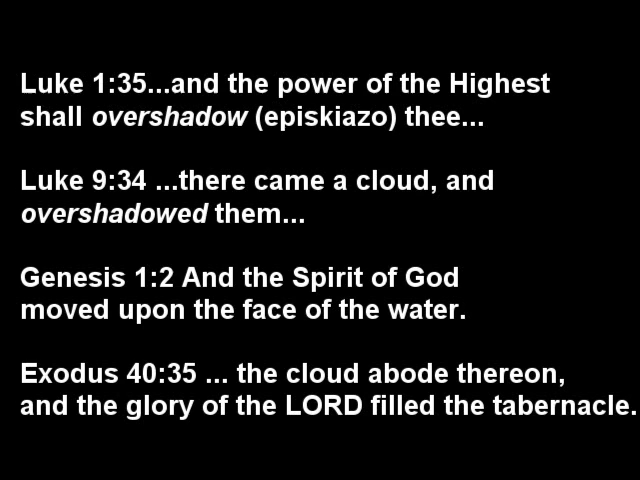 Luke 1:35...and the power of the Highest
shall overshadow (episkiazo) thee...
Luke 9:34 ...there came a cloud, and
overshadowed them...
Genesis 1:2 And the Spirit of God
moved upon the face of the water.
Exodus 40:35 ... the cloud abode thereon,
and the glory of the LORD filled the tabernacle.